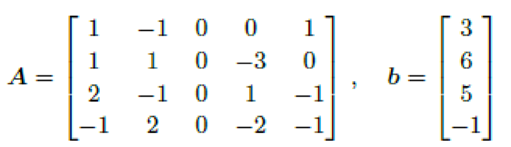 A = [ 1 −1 0 0 1
1 1 0 −3 0
2 −1 0 1 −1
−1 2 0 −2 −1 ] , b = [ 3
6
5
−1 ]